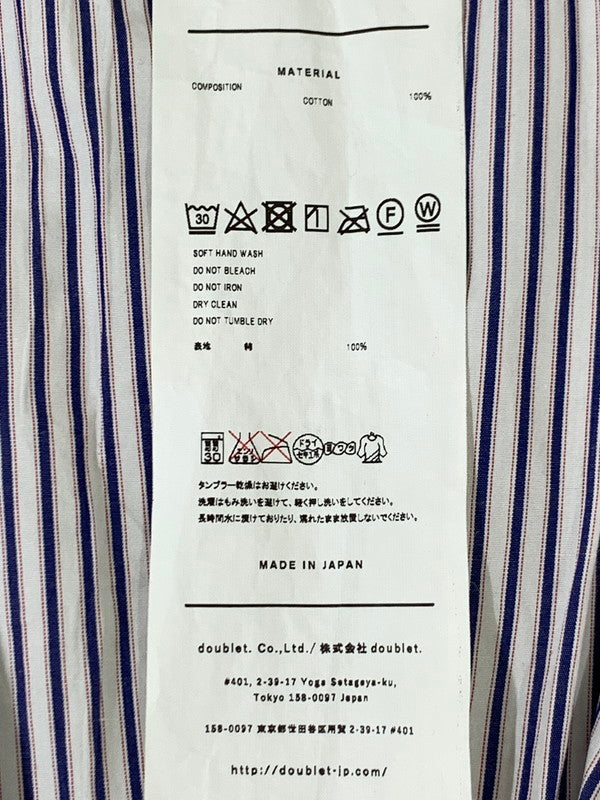 MATERIAL
COMPOSITION
COTTON 100%
30 F W
SOFT HAND WASH
DO NOT BLEACH
DO NOT IRON
DRY CLEAN
DO NOT TUMBLE DRY
表地 綿 100%
30 ドライ
タンブラー乾燥はお避けください。
洗濯はもみ洗いを避けて、軽く押し洗いをしてください。
長時間水に漬けておいたり、濡れたまま放置しないでください。
MADE IN JAPAN
doublet. Co.,Ltd./ 株式会社 doublet.
#401, 2-39-17 Yoga Setagaya-ku,
Tokyo 158-0097 Japan
158-0097 東京都世田谷区用賀 2-39-17 #401
http://doublet-jp.com/